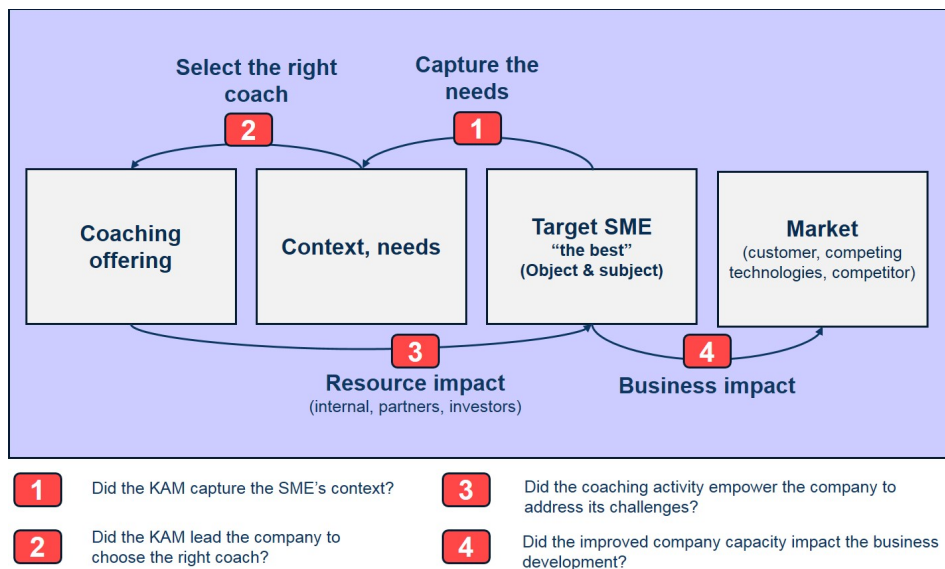 Select the right
coach
Capture the
needs
2
1
Coaching
offering
Context, needs
Target SME
“the best”
(Object & subject)
Market
(customer, competing
technologies, competitor)
3
4
Resource impact
(internal, partners, investors)
Business impact
1 Did the KAM capture the SME’s context?
2 Did the KAM lead the company to
choose the right coach?
3 Did the coaching activity empower the company to
address its challenges?
4 Did the improved company capacity impact the business
development?